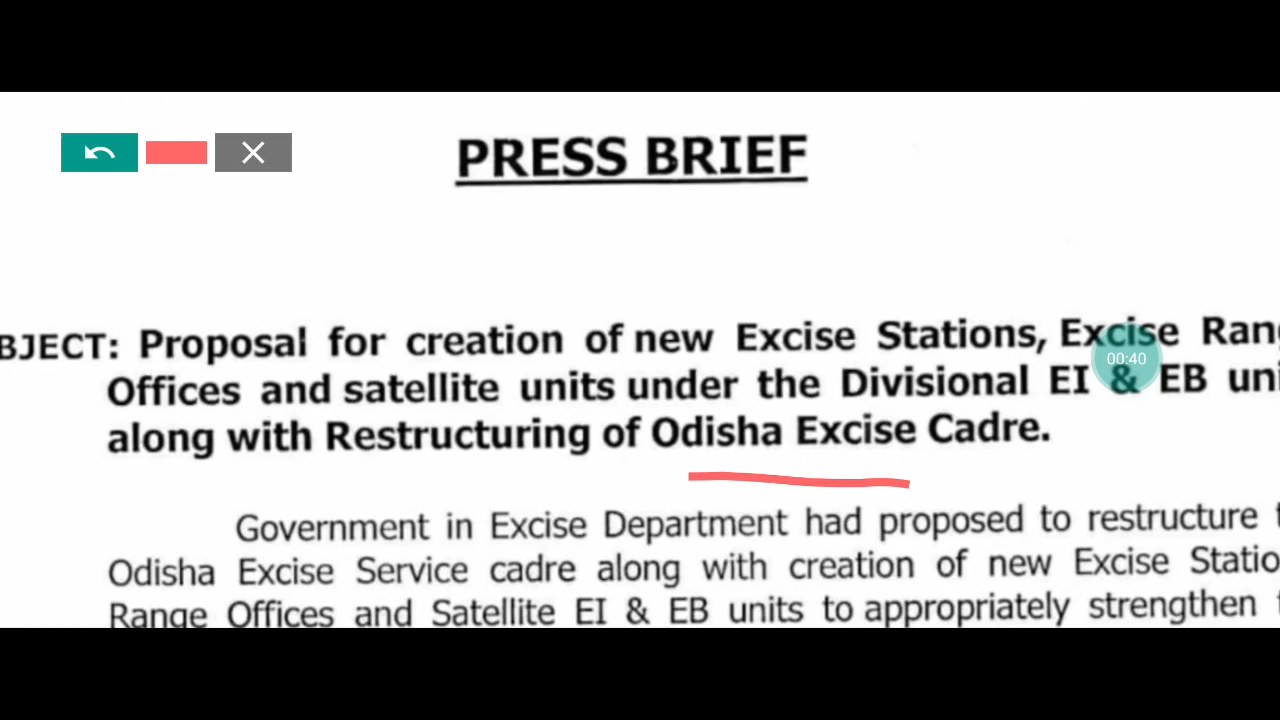 PRESS BRIEF
BJECT: Proposal for creation of new Excise Stations, Excise Rang
Offices and satellite units under the Divisional EI & EB uni
along with Restructuring of Odisha Excise Cadre.
00:40
Government in Excise Department had proposed to restructure t
Odisha Excise Service cadre along with creation of new Excise Statio
Range Offices and Satellite EI & EB units to appropriately strengthen t